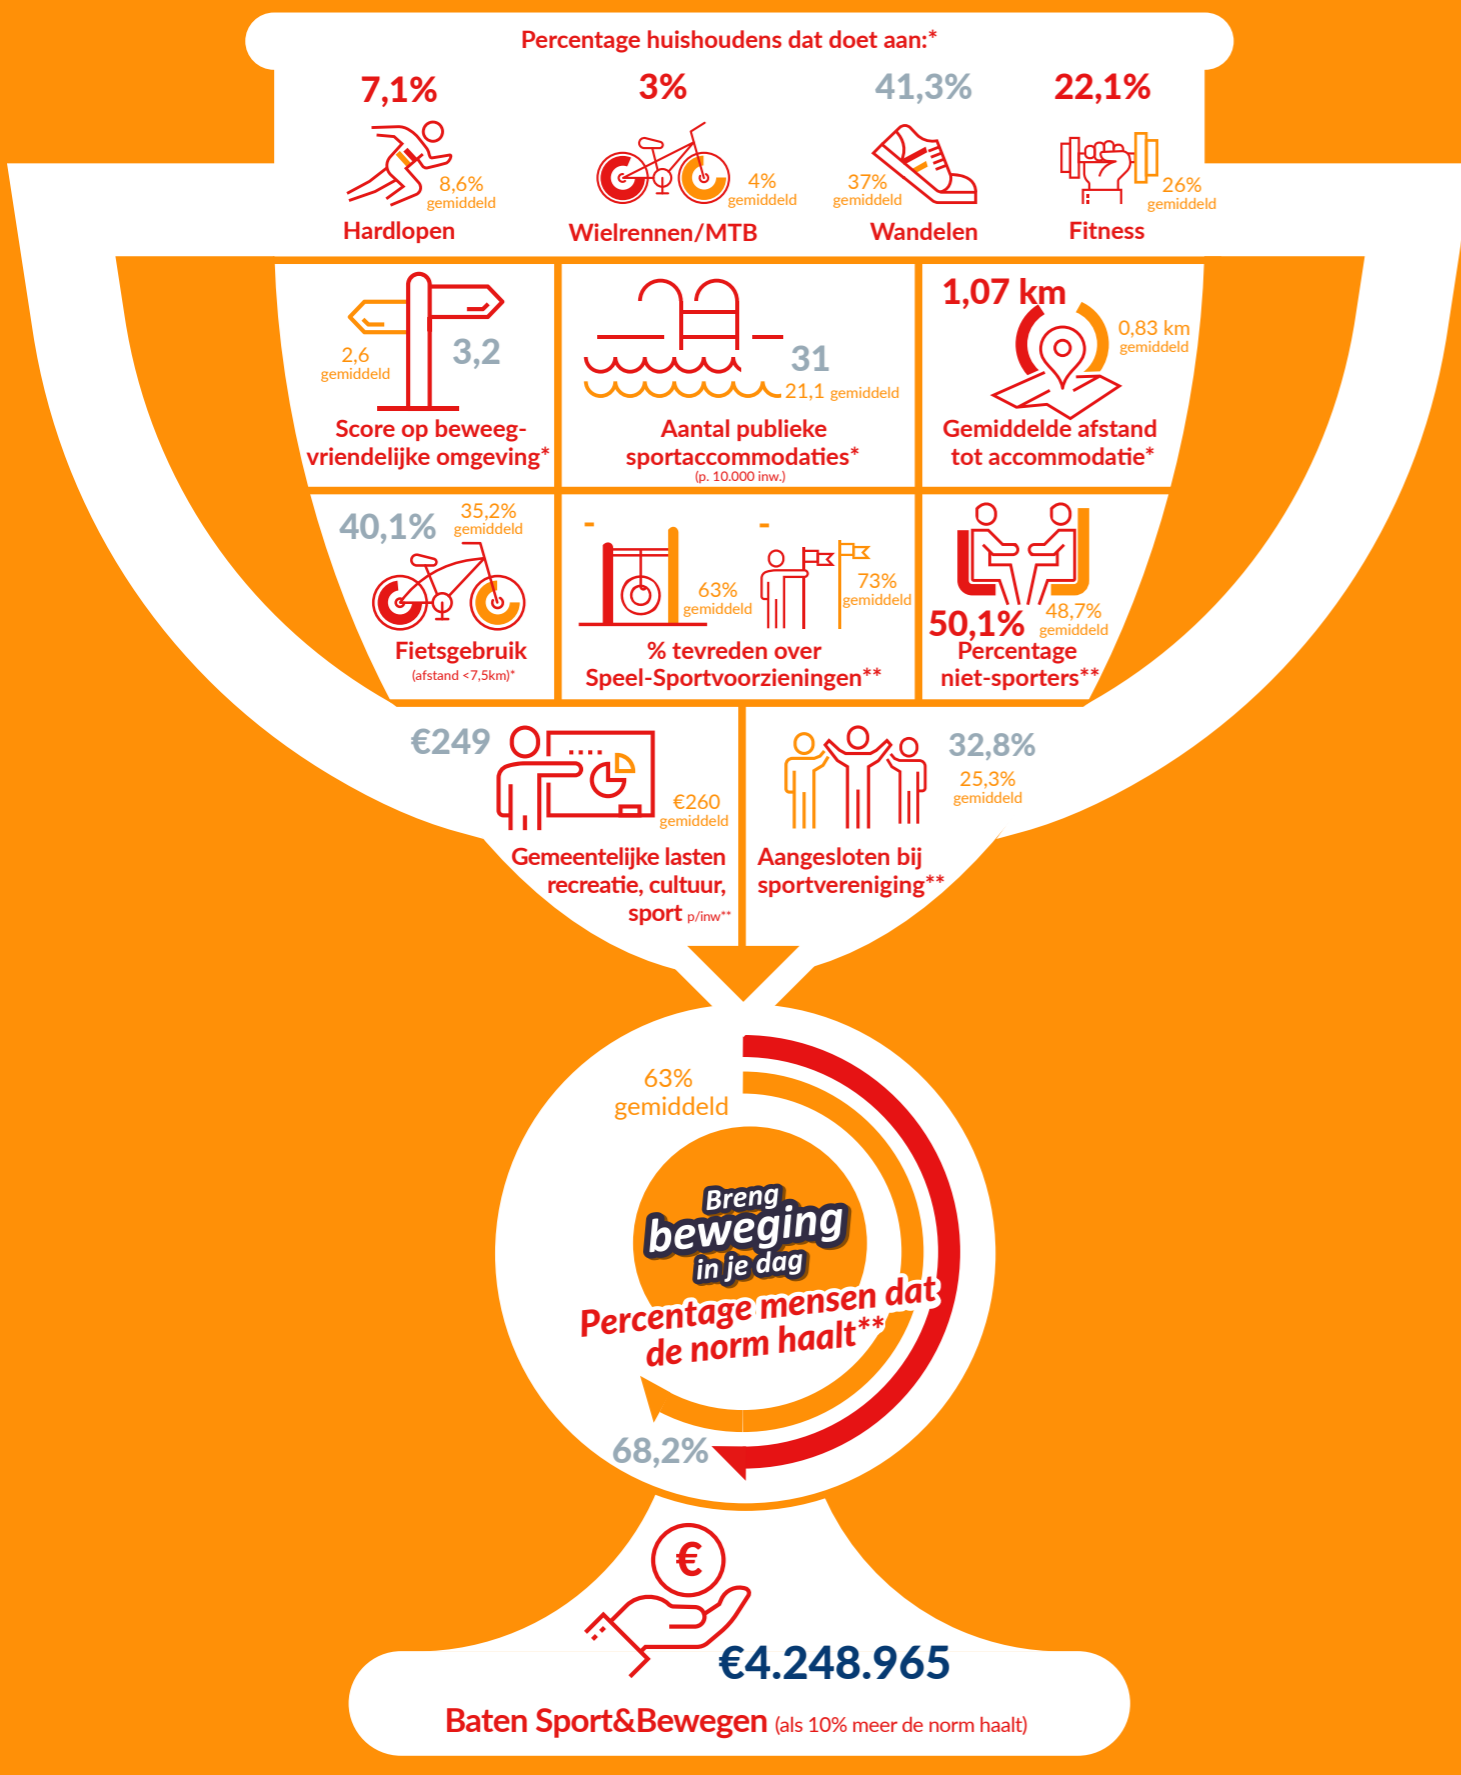 Percentage huishoudens dat doet aan:*
7,1%
3%
41,3%
22,1%
8,6%
gemiddeld
4%
gemiddeld
37%
gemiddeld
26%
gemiddeld
Hardlopen
Wielrennen/MTB
Wandelen
Fitness
2,6
gemiddeld
3,2
Score op beweeg-
vriendelijke omgeving*
31
21,1 gemiddeld
Aantal publieke
sportaccommodaties*
(p. 10.000 inw.)
1,07 km
0,83 km
gemiddeld
Gemiddelde afstand
tot accommodatie*
40,1%
35,2%
gemiddeld
Fietsgebruik
(afstand <7,5km)*
-
63%
gemiddeld
-
73%
gemiddeld
% tevreden over
Speel-Sportvoorzieningen**
50,1%
48,7%
gemiddeld
Percentage
niet-sporters**
€249
€260
gemiddeld
Gemeentelijke lasten
recreatie, cultuur,
sport p/inw**
32,8%
25,3%
gemiddeld
Aangesloten bij
sportvereniging**
63%
gemiddeld
Breng
beweging
in je dag
Percentage mensen dat
de norm haalt**
68,2%
€
€4.248.965
Baten Sport&Bewegen (als 10% meer de norm haalt)